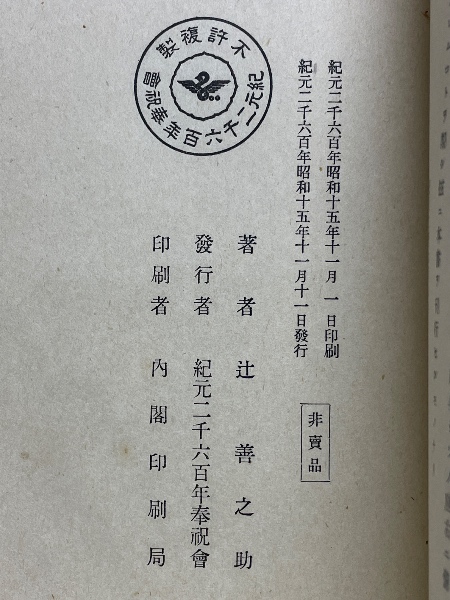 不許複製
紀元二千六百年奉祝會
紀元二千六百年昭和十五年十一月一日印刷
紀元二千六百年昭和十五年十一月十一日發行
非賣品
著者 辻善之助
發行者 紀元二千六百年奉祝會
印刷者 內閣印刷局